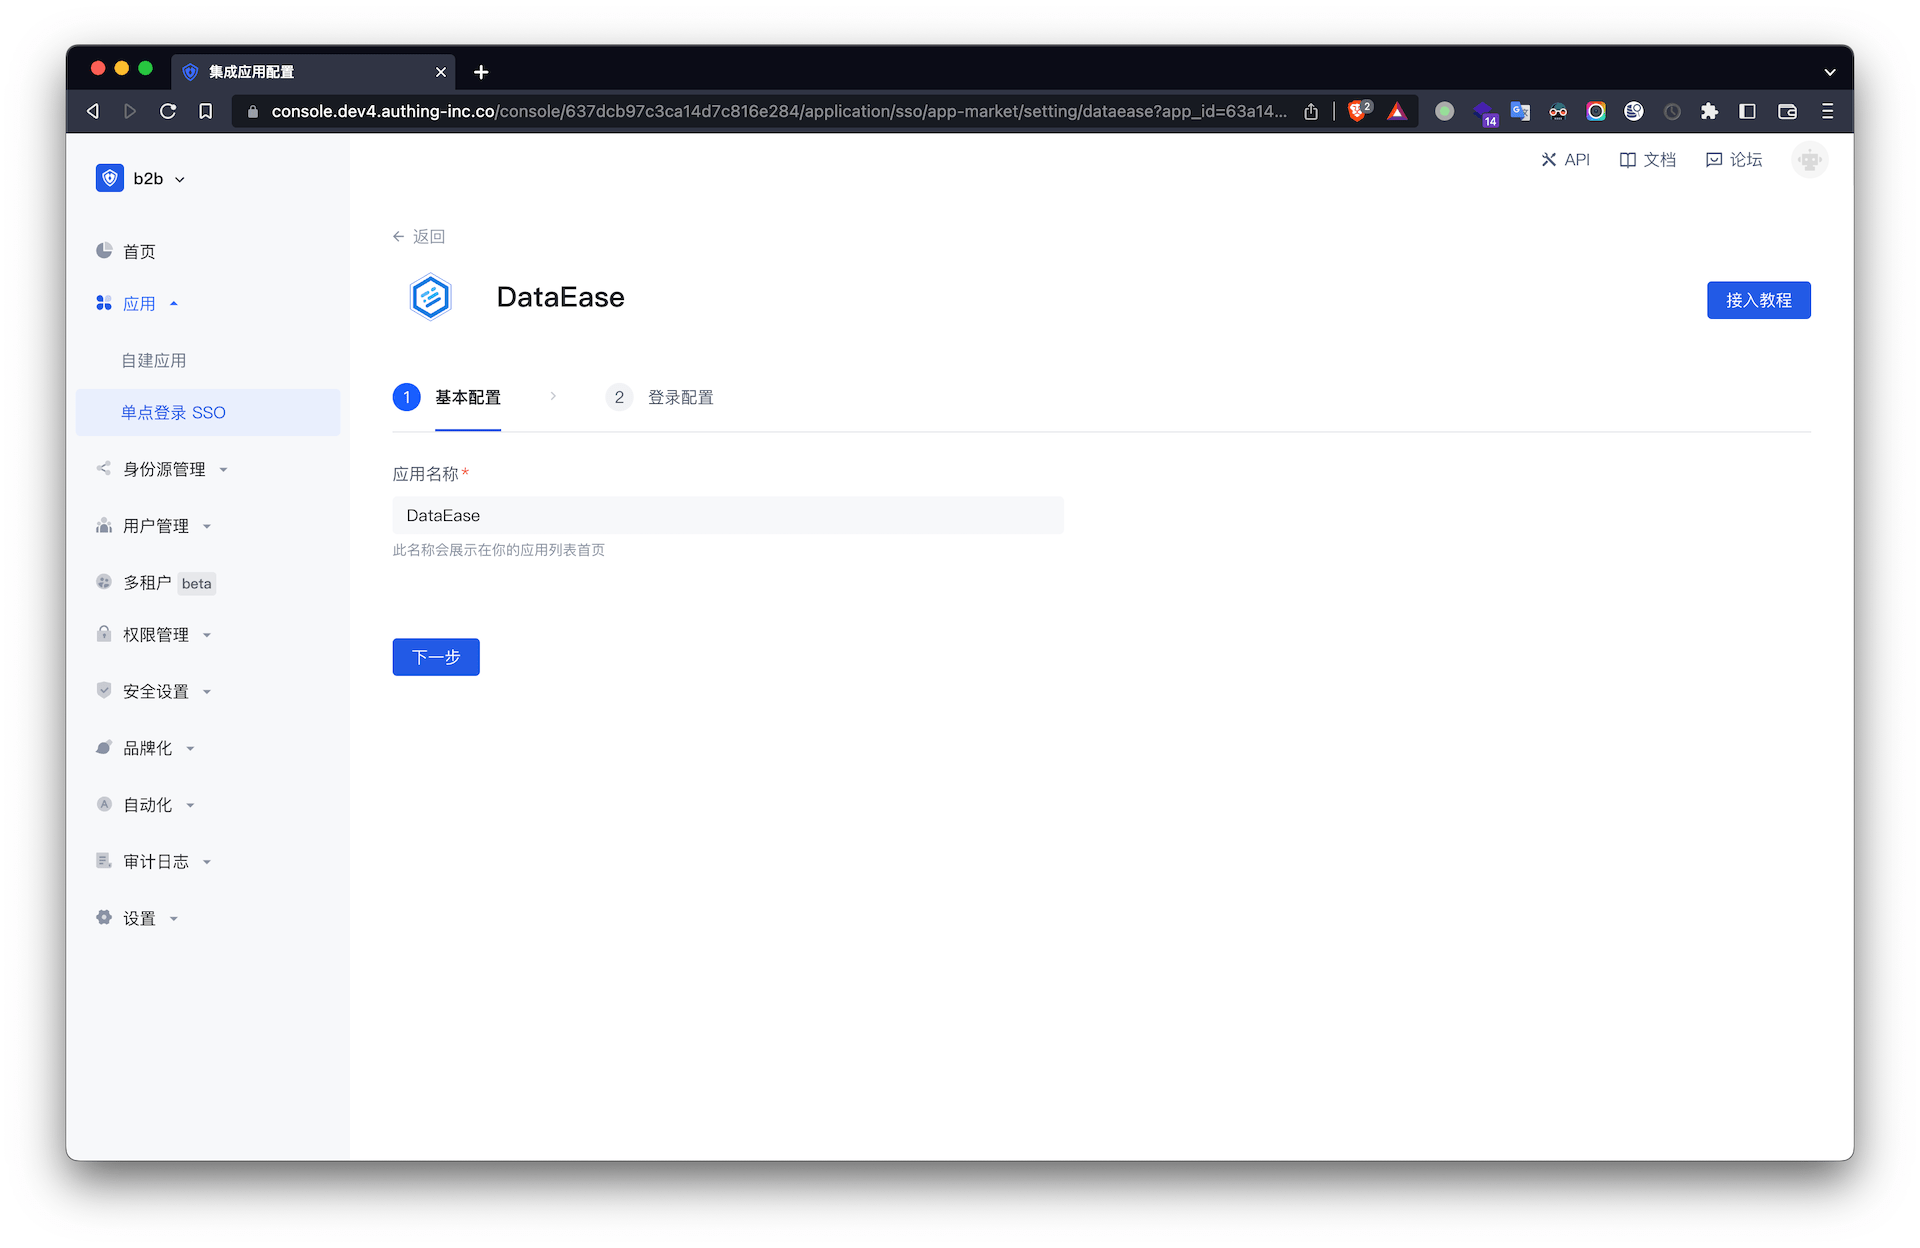 集成应用配置
console.dev4.authing-inc.co/console/637dcb97c3ca14d7c816e284/application/sso/app-market/setting/dataease?app_id=63a14...
2
14
b2b
API
文档
论坛
首页
应用
自建应用
单点登录 SSO
身份源管理
用户管理
多租户 beta
权限管理
安全设置
品牌化
自动化
审计日志
设置
返回
DataEase
接入教程
1 基本配置
2 登录配置
应用名称*
DataEase
此名称会展示在你的应用列表首页
下一步